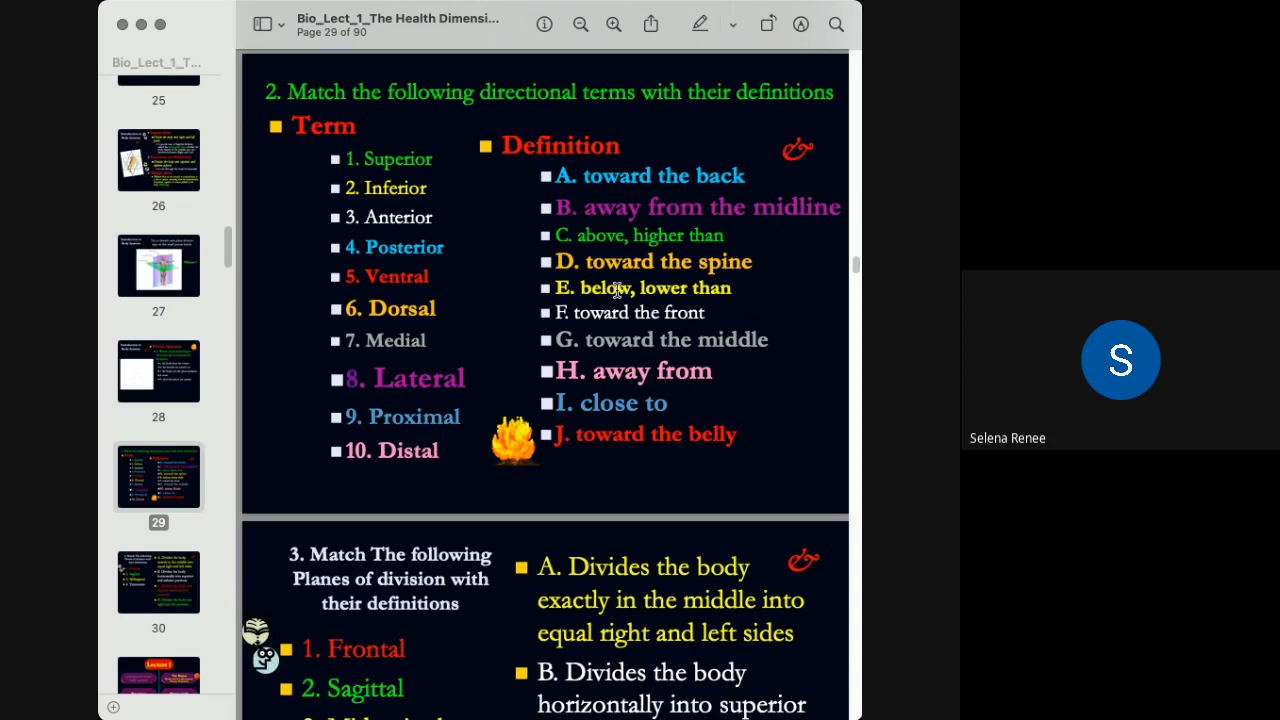 Bio_Lect_1_The Health Dimensi...
Page 29 of 90
Bio_Lect_1_T...
25
26
27
28
29
30
Lecture 1
2. Match the following directional terms with their definitions
Term
1. Superior
2. Inferior
3. Anterior
4. Posterior
5. Ventral
6. Dorsal
7. Medial
8. Lateral
9. Proximal
10. Distal
Definition
A. toward the back
B. away from the midline
C. above, higher than
D. toward the spine
E. below, lower than
F. toward the front
G. toward the middle
H. away from
I. close to
J. toward the belly
3. Match The following
Planes of division with
their definitions
1. Frontal
2. Sagittal
A. Divides the body
exactly in the middle into
equal right and left sides
B. Divides the body
horizontally into superior
S
Selena Renee